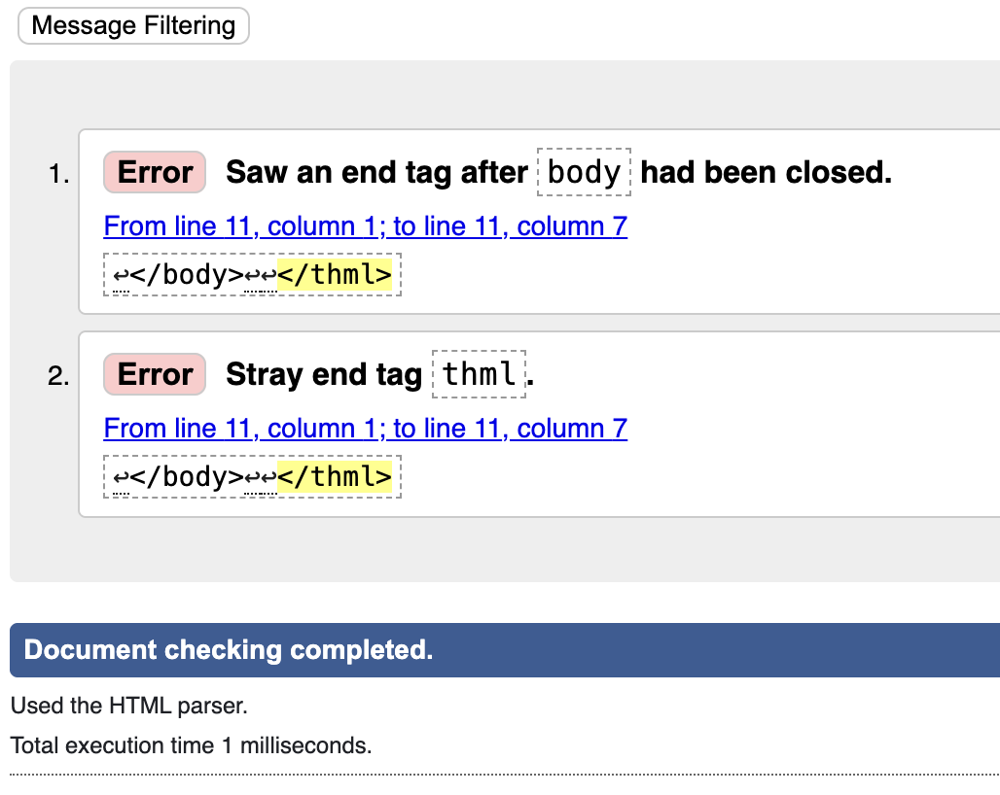 Message Filtering
1. Error Saw an end tag after body had been closed.
From line 11, column 1; to line 11, column 7
↩</body>↩↩</thml>
2. Error Stray end tag thml.
From line 11, column 1; to line 11, column 7
↩</body>↩↩</thml>
Document checking completed.
Used the HTML parser.
Total execution time 1 milliseconds.